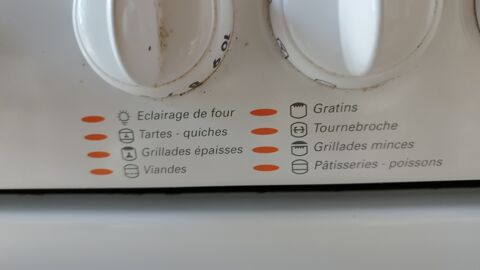 Eclairage de four
Tartes - quiches
Grillades épaisses
Viandes
Gratins
Tournebroche
Grillades minces
Pâtisseries - poissons